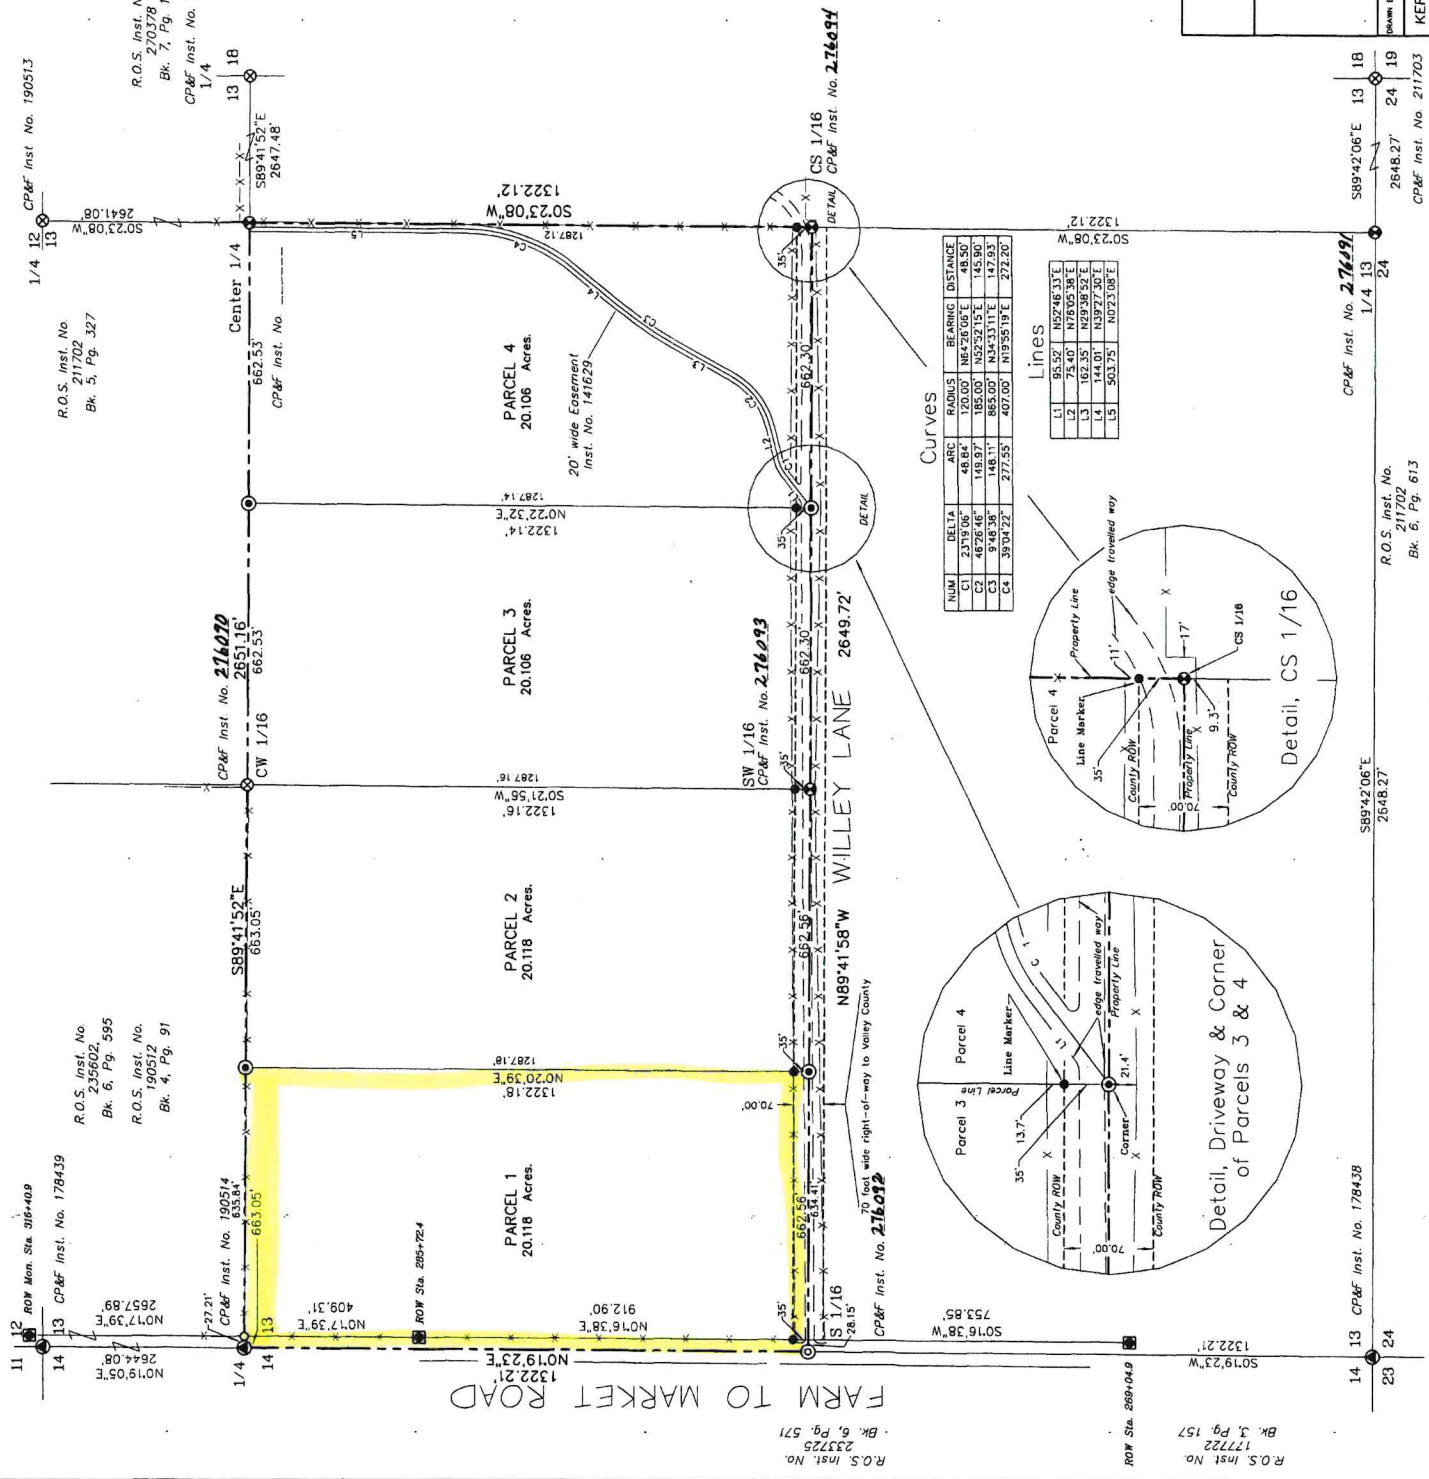 R.O.S. Inst. N
270378
Bk. 7, Pg. 1
CP&F Inst. No.
1/4
13 18
S89°41'52"E
2647.48'
CP&F Inst No. 190513
1/4 12
13
2641.08'
S0°23'08"W
R.O.S. Inst. No.
211702
Bk. 5, Pg. 327
Center 1/4
662.53'
CP&F Inst. No.
1322.12'
S0°23'08"W
1287.12
L5
C4
L4
C3
L3
C2
L2
PARCEL 4
20.106 Acres.
20' wide Easement
Inst. No. 141629
662.30'
35'
DETAIL
CS 1/16
CP&F Inst. No. 276094
DRAWN B
KER
1287.14'
N0°22'32"E
1322.14'
35'
DETAIL
CP&F Inst. No. 276090
2651.16'
662.53'
CW 1/16
PARCEL 3
20.106 Acres.
662.30'
SW 1/16
CP&F Inst. No. 276093
35'
1287.16'
S0°21'56"W
1322.16'
S89°41'52"E
663.05'
PARCEL 2
20.118 Acres.
662.56'
N89°41'58"W WILLEY LANE 2649.72'
R.O.S. Inst. No.
235602,
Bk. 6, Pg. 595
R.O.S. Inst. No.
190512
Bk. 4, Pg. 91
1287.18'
N0°20'39"E
1322.18'
70.00'
35'
70 foot wide right-of-way to Valley County
PARCEL 1
20.118 Acres.
662.56'
634.41'
CP&F Inst. No. 190514
635.84'
663.05'
27.21'
ROW Mon. Sta. 316+40.9
11 12
14 13
CP&F Inst. No. 178439
2657.89'
N0°17'39"E
2644.08'
N0°19'05"E
1/4
14 13
409.31'
N0°17'39"E
ROW Sta. 285+72.4
912.90'
N0°16'38"E
N0°19'23"E
1322.21'
35'
S 1/16
28.15'
CP&F Inst. No. 276092
FARM TO MARKET ROAD
R.O.S. Inst. No.
233725
Bk. 6, Pg. 571
753.85'
S0°16'38"W
1322.21'
S0°19'23"W
ROW Sta. 269+04.9
R.O.S. Inst. No.
177722
Bk. 3, Pg. 157
14 13
23 24
CP&F Inst. No. 178438
S89°42'06"E
2648.27'
R.O.S. Inst. No.
211702
Bk. 6, Pg. 613
CP&F Inst. No. 276091
1/4 13
24
1322.12'
S0°23'08"W
S89°42'06"E
2648.27'
13 18
24 19
CP&F Inst. No. 211703
Curves
NUM DELTA ARC RADIUS BEARING DISTANCE
C1 23°19'06" 48.84' 120.00' N64°26'06"E 48.50'
C2 46°26'46" 149.97' 185.00' N52°52'15"E 145.90'
C3 9°48'38" 148.11' 865.00' N34°33'11"E 147.93'
C4 39°04'22" 277.55' 407.00' N19°55'19"E 272.20'
Lines
L1 95.52' N52°46'33"E
L2 75.40' N76°05'38"E
L3 162.35' N29°38'52"E
L4 144.01' N39°27'30"E
L5 503.75' N0°23'08"E
Parcel 4
Property Line
Line Marker
11'
edge travelled way
35'
County ROW
17'
Property Line
CS 1/16
9.3'
70.00'
County ROW
Detail, CS 1/16
Parcel 3 Parcel 4
Parcel Line
Line Marker
C 1
L1
13.7'
35'
edge travelled way
Property Line
21.4'
Corner
County ROW
70.00'
County ROW
Detail, Driveway & Corner
of Parcels 3 & 4